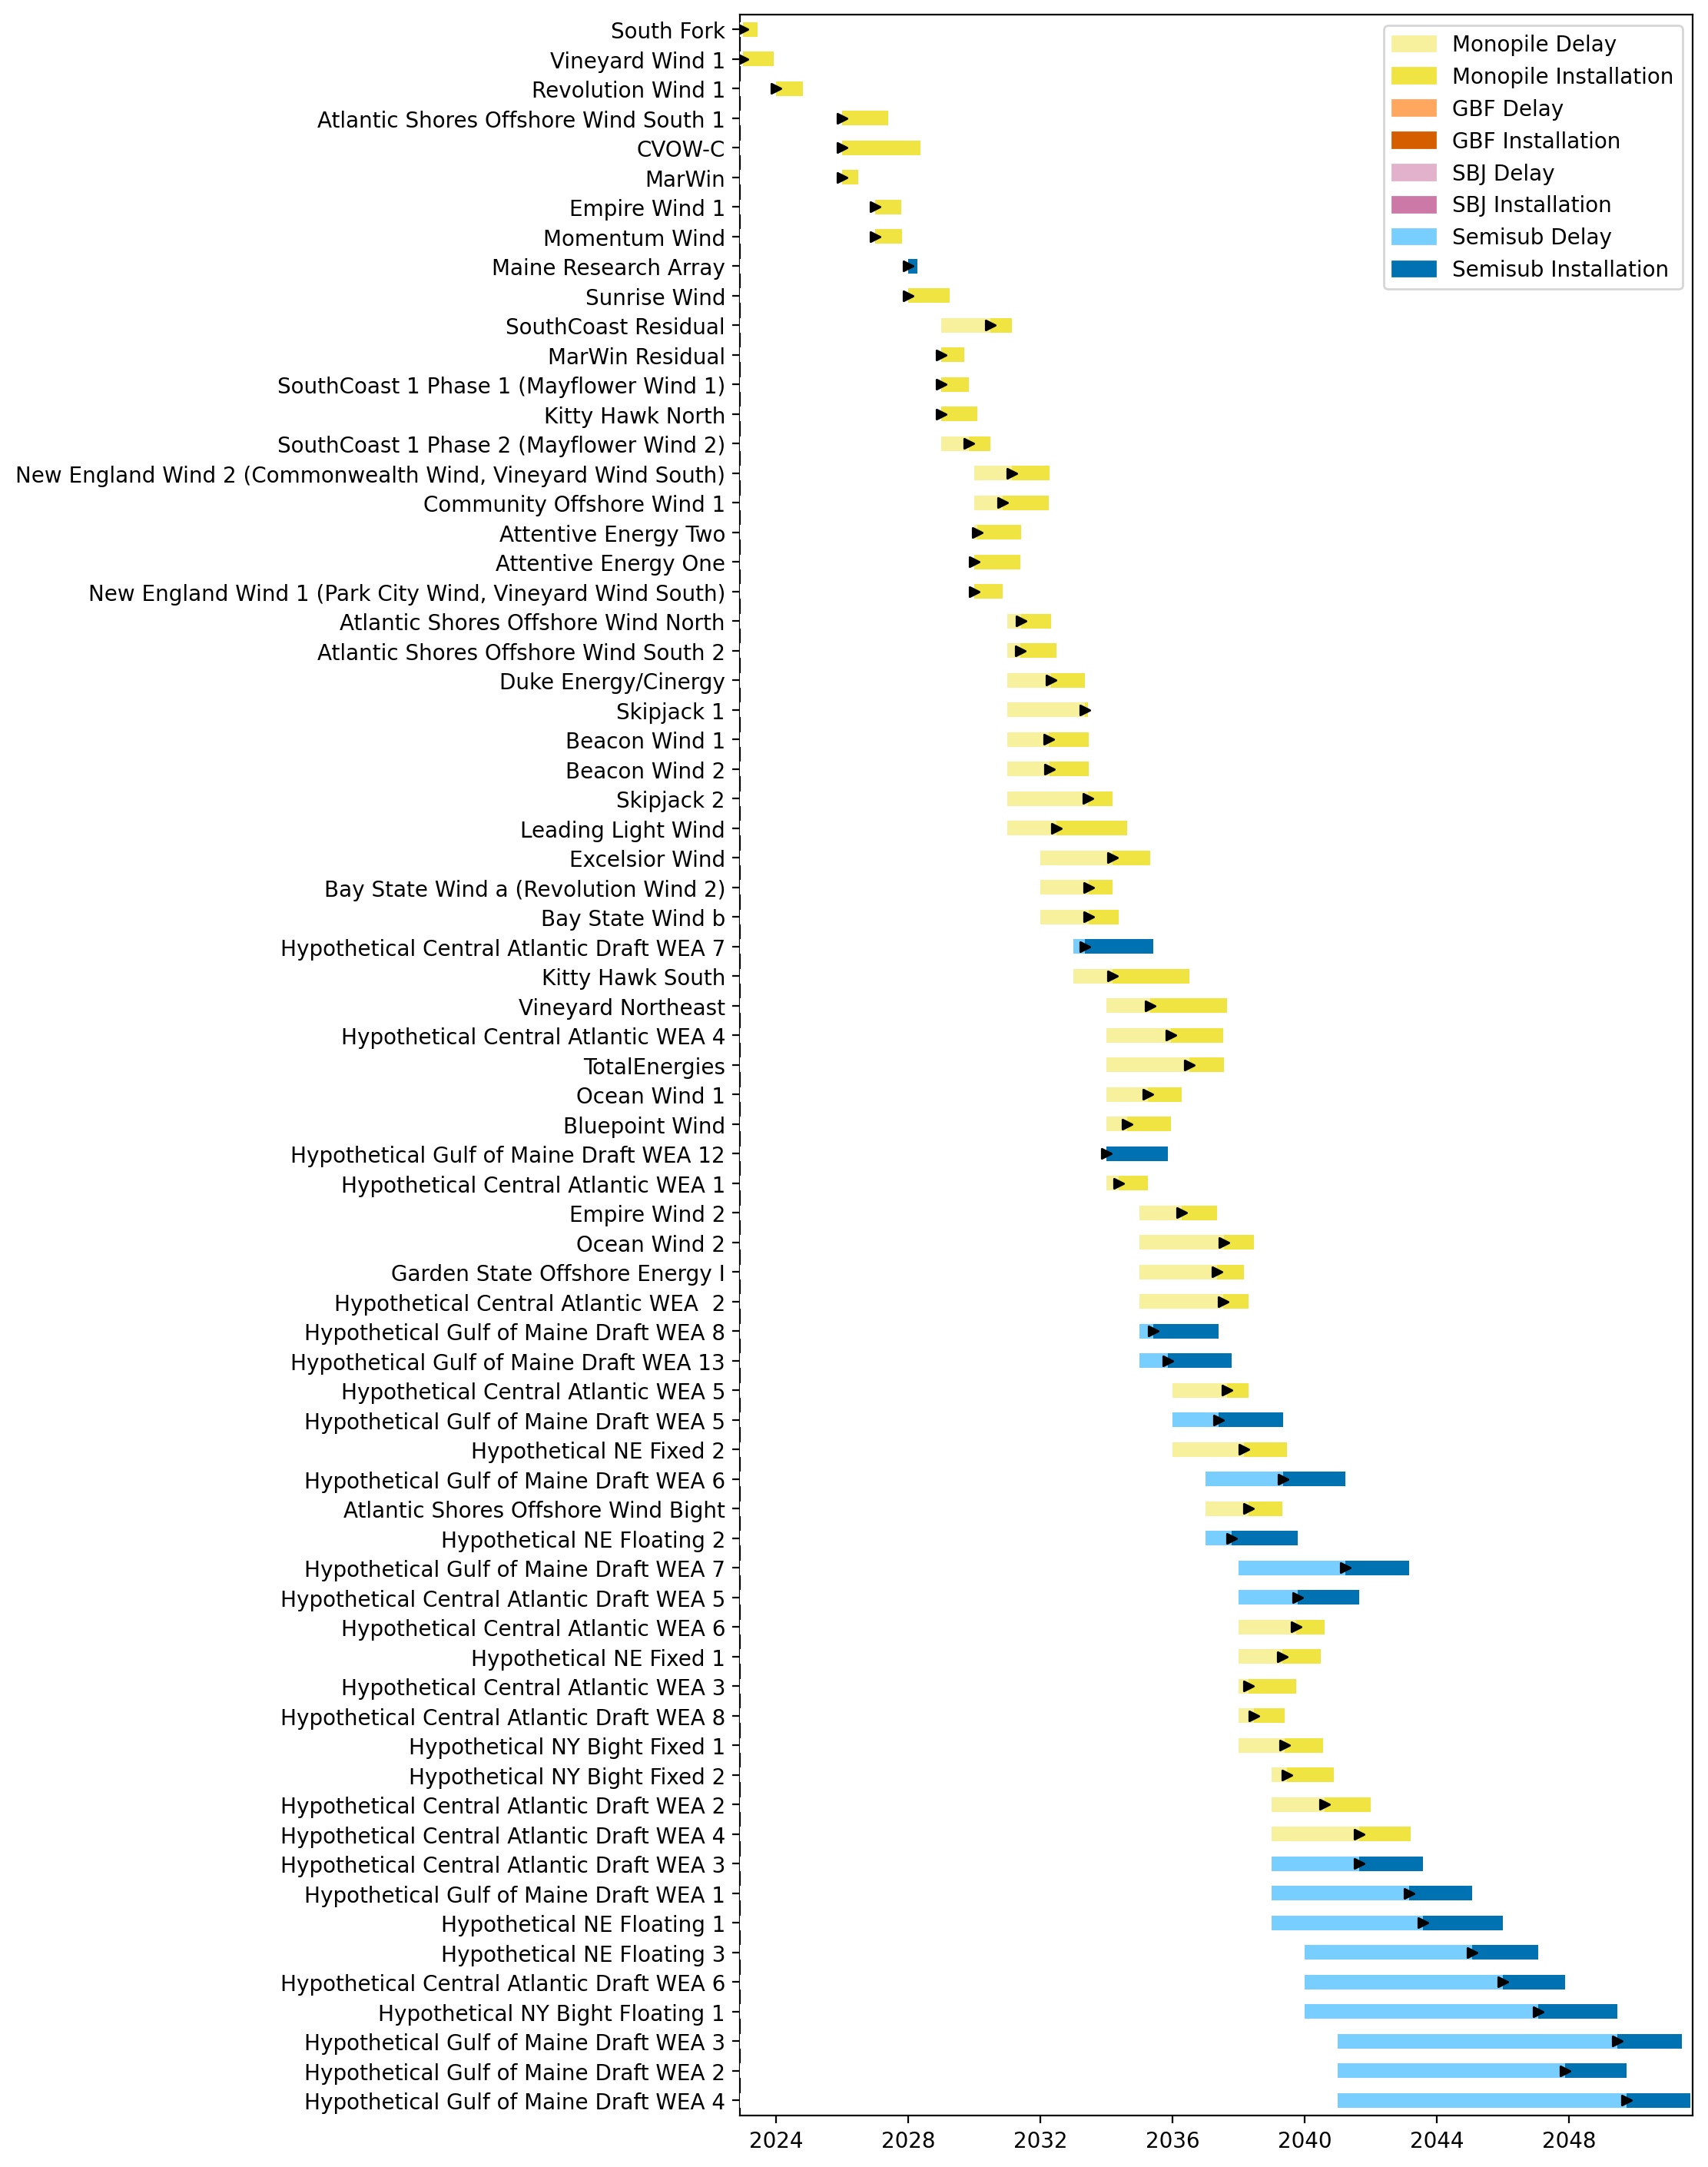 South Fork
Vineyard Wind 1
Revolution Wind 1
Atlantic Shores Offshore Wind South 1
CVOW-C
MarWin
Empire Wind 1
Momentum Wind
Maine Research Array
Sunrise Wind
SouthCoast Residual
MarWin Residual
SouthCoast 1 Phase 1 (Mayflower Wind 1)
Kitty Hawk North
SouthCoast 1 Phase 2 (Mayflower Wind 2)
New England Wind 2 (Commonwealth Wind, Vineyard Wind South)
Community Offshore Wind 1
Attentive Energy Two
Attentive Energy One
New England Wind 1 (Park City Wind, Vineyard Wind South)
Atlantic Shores Offshore Wind North
Atlantic Shores Offshore Wind South 2
Duke Energy/Cinergy
Skipjack 1
Beacon Wind 1
Beacon Wind 2
Skipjack 2
Leading Light Wind
Excelsior Wind
Bay State Wind a (Revolution Wind 2)
Bay State Wind b
Hypothetical Central Atlantic Draft WEA 7
Kitty Hawk South
Vineyard Northeast
Hypothetical Central Atlantic WEA 4
TotalEnergies
Ocean Wind 1
Bluepoint Wind
Hypothetical Gulf of Maine Draft WEA 12
Hypothetical Central Atlantic WEA 1
Empire Wind 2
Ocean Wind 2
Garden State Offshore Energy I
Hypothetical Central Atlantic WEA  2
Hypothetical Gulf of Maine Draft WEA 8
Hypothetical Gulf of Maine Draft WEA 13
Hypothetical Central Atlantic WEA 5
Hypothetical Gulf of Maine Draft WEA 5
Hypothetical NE Fixed 2
Hypothetical Gulf of Maine Draft WEA 6
Atlantic Shores Offshore Wind Bight
Hypothetical NE Floating 2
Hypothetical Gulf of Maine Draft WEA 7
Hypothetical Central Atlantic Draft WEA 5
Hypothetical Central Atlantic WEA 6
Hypothetical NE Fixed 1
Hypothetical Central Atlantic WEA 3
Hypothetical Central Atlantic Draft WEA 8
Hypothetical NY Bight Fixed 1
Hypothetical NY Bight Fixed 2
Hypothetical Central Atlantic Draft WEA 2
Hypothetical Central Atlantic Draft WEA 4
Hypothetical Central Atlantic Draft WEA 3
Hypothetical Gulf of Maine Draft WEA 1
Hypothetical NE Floating 1
Hypothetical NE Floating 3
Hypothetical Central Atlantic Draft WEA 6
Hypothetical NY Bight Floating 1
Hypothetical Gulf of Maine Draft WEA 3
Hypothetical Gulf of Maine Draft WEA 2
Hypothetical Gulf of Maine Draft WEA 4
Monopile Delay
Monopile Installation
GBF Delay
GBF Installation
SBJ Delay
SBJ Installation
Semisub Delay
Semisub Installation
2024 2028 2032 2036 2040 2044 2048